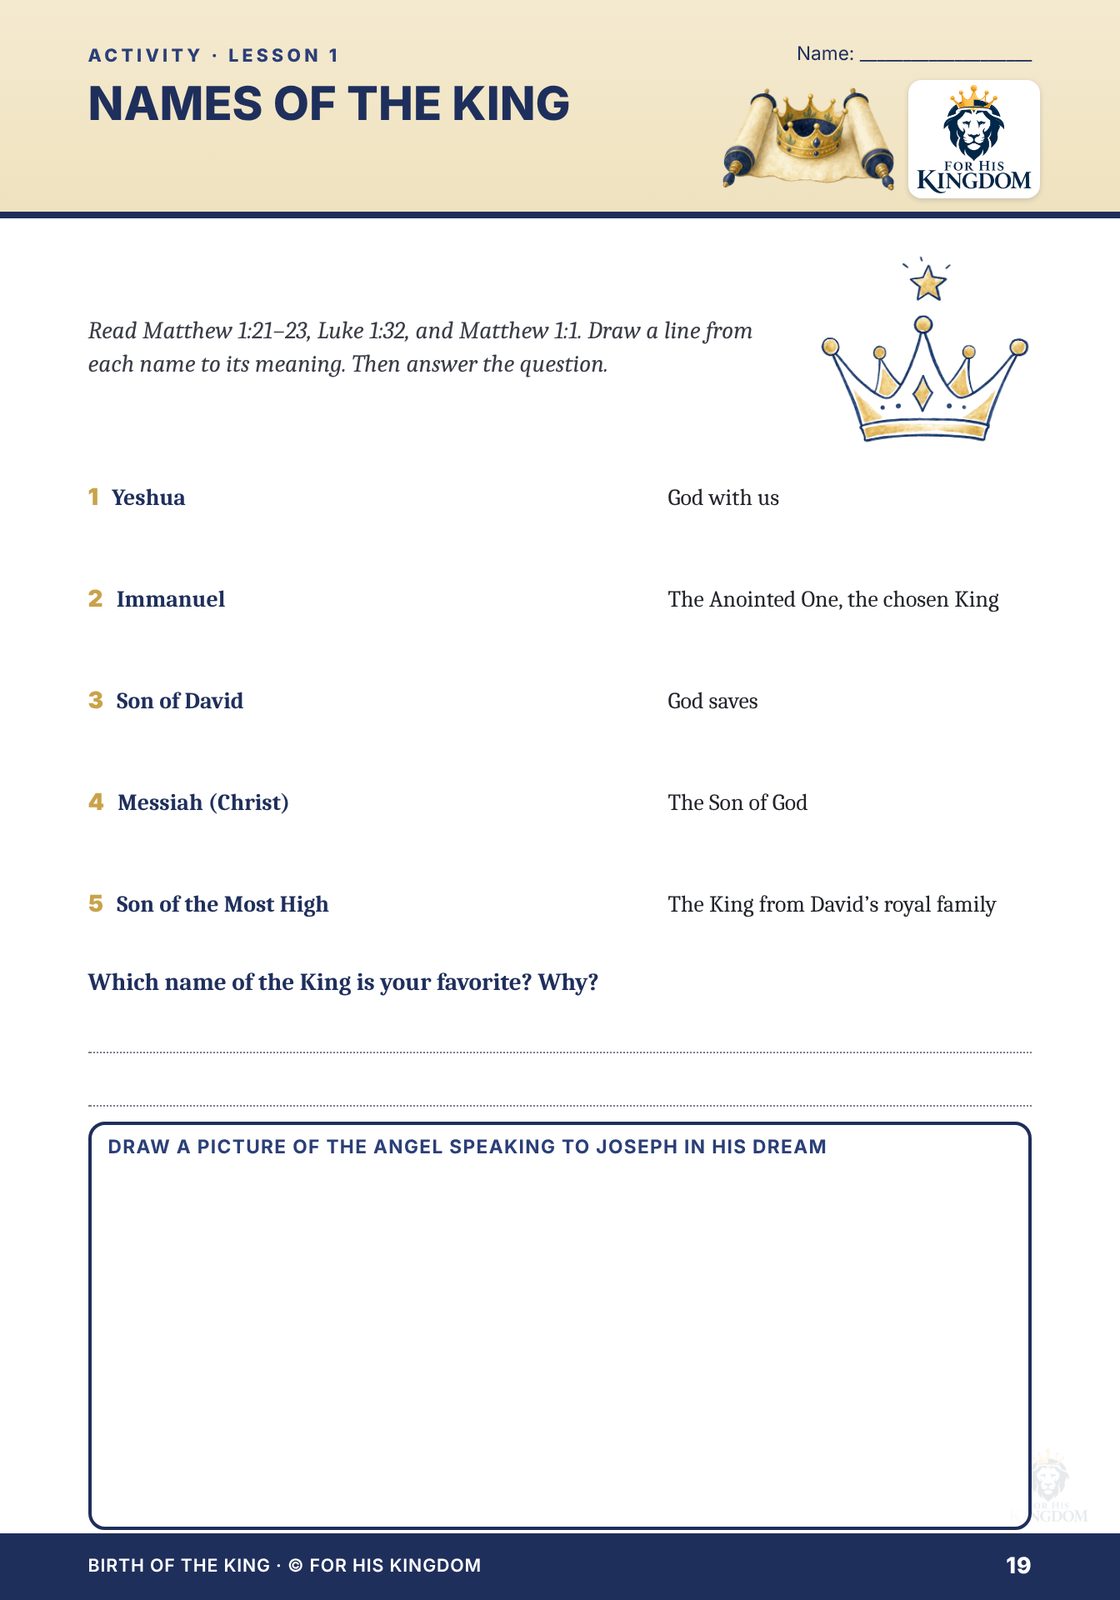 ACTIVITY · LESSON 1
Name: ________________
NAMES OF THE KING
FOR HIS
KINGDOM
Read Matthew 1:21–23, Luke 1:32, and Matthew 1:1. Draw a line from
each name to its meaning. Then answer the question.
1 Yeshua
God with us
2 Immanuel
The Anointed One, the chosen King
3 Son of David
God saves
4 Messiah (Christ)
The Son of God
5 Son of the Most High
The King from David’s royal family
Which name of the King is your favorite? Why?
DRAW A PICTURE OF THE ANGEL SPEAKING TO JOSEPH IN HIS DREAM
FOR HIS
KINGDOM
BIRTH OF THE KING · © FOR HIS KINGDOM
19